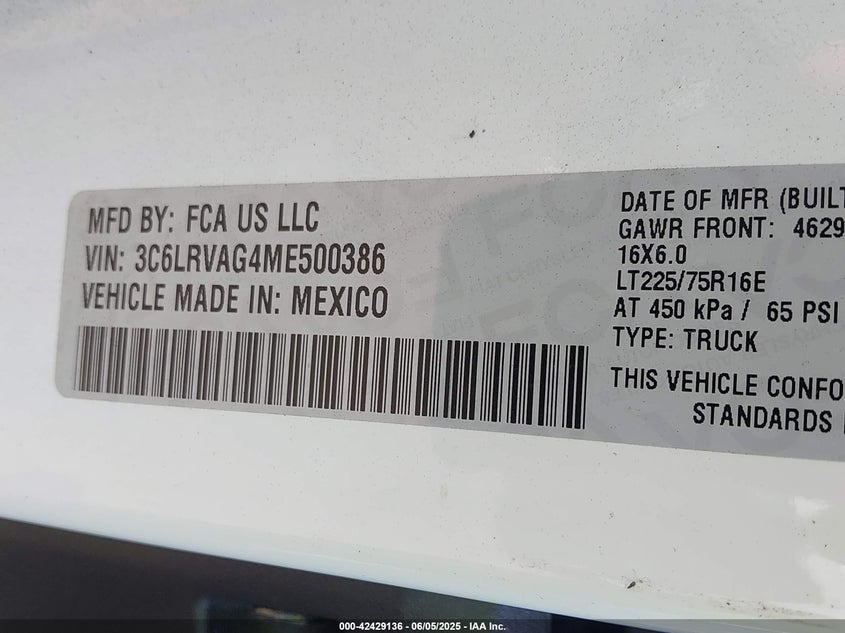 MFD BY: FCA US LLC
VIN: 3C6LRVAG4ME500386
VEHICLE MADE IN: MEXICO
DATE OF MFR (BUILT
GAWR FRONT: 4629
16X6.0
LT225/75R16E
AT 450 kPa / 65 PSI
TYPE: TRUCK
THIS VEHICLE CONFO
STANDARDS
000-42429136 - 06/05/2025 - IAA Inc.